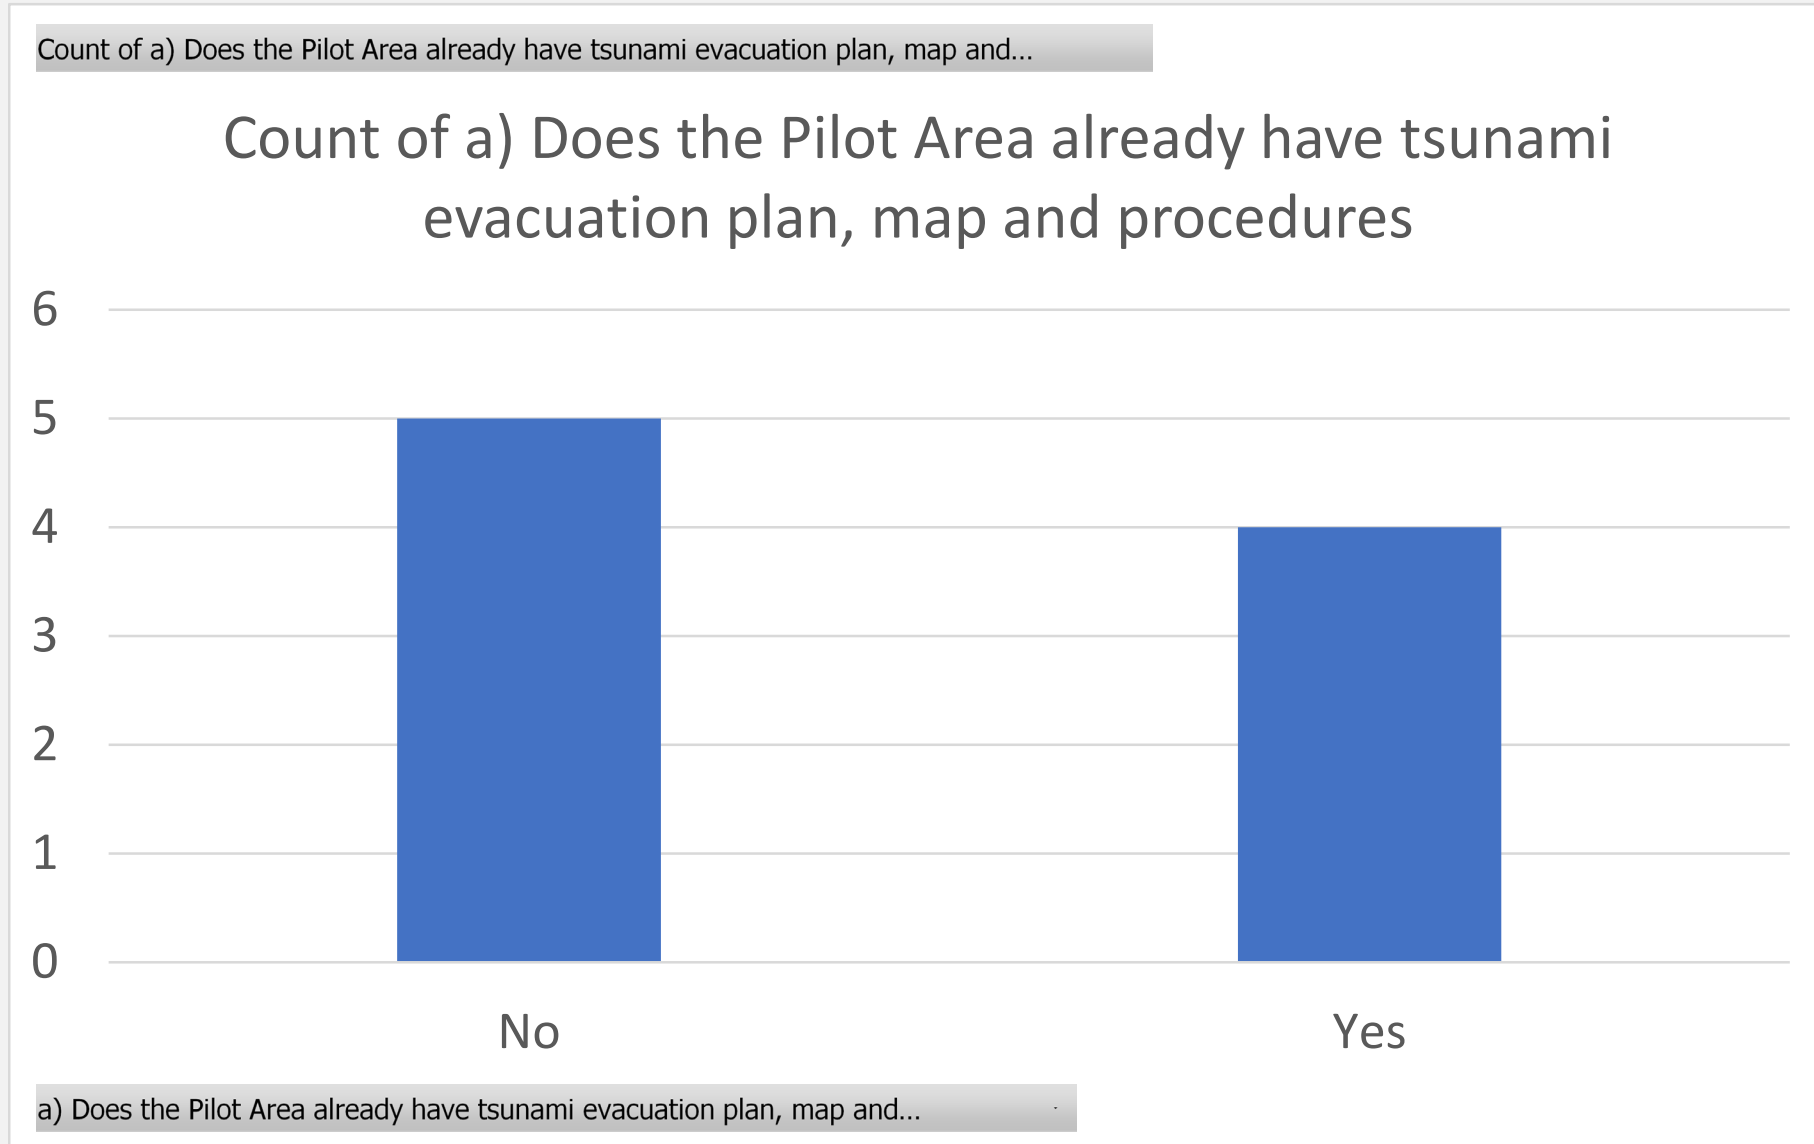 Count of a) Does the Pilot Area already have tsunami evacuation plan, map and...
Count of a) Does the Pilot Area already have tsunami
evacuation plan, map and procedures
6
5
4
3
2
1
0
No
Yes
a) Does the Pilot Area already have tsunami evacuation plan, map and...